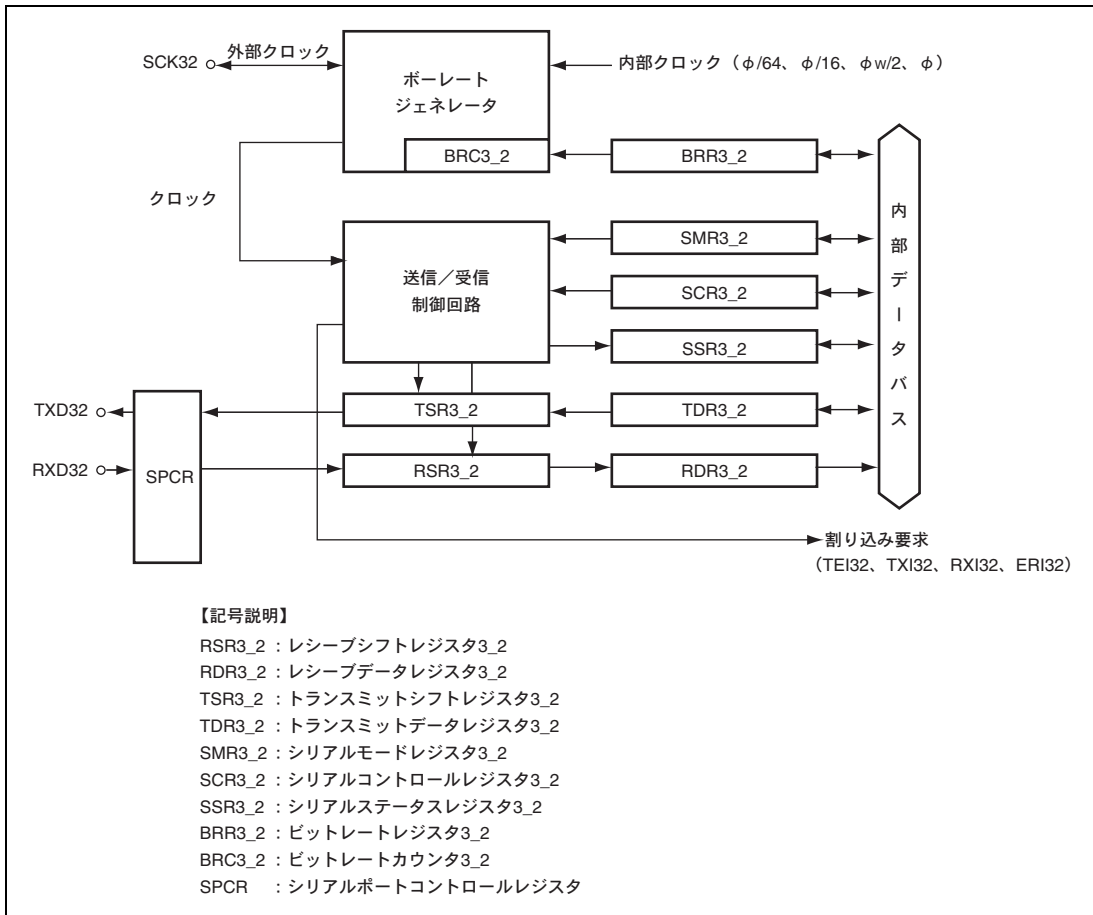 SCK32
外部クロック
ボーレート
ジェネレータ
内部クロック（φ/64、φ/16、φw/2、φ）
BRC3_2
BRR3_2
クロック
内部データバス
送信／受信
制御回路
SMR3_2
SCR3_2
SSR3_2
TXD32
TSR3_2
TDR3_2
RXD32
SPCR
RSR3_2
RDR3_2
割り込み要求
（TEI32、TXI32、RXI32、ERI32）
【記号説明】
RSR3_2 ：レシーブシフトレジスタ3_2
RDR3_2 ：レシーブデータレジスタ3_2
TSR3_2 ：トランスミットシフトレジスタ3_2
TDR3_2 ：トランスミットデータレジスタ3_2
SMR3_2 ：シリアルモードレジスタ3_2
SCR3_2 ：シリアルコントロールレジスタ3_2
SSR3_2 ：シリアルステータスレジスタ3_2
BRR3_2 ：ビットレートレジスタ3_2
BRC3_2 ：ビットレートカウンタ3_2
SPCR ：シリアルポートコントロールレジスタ